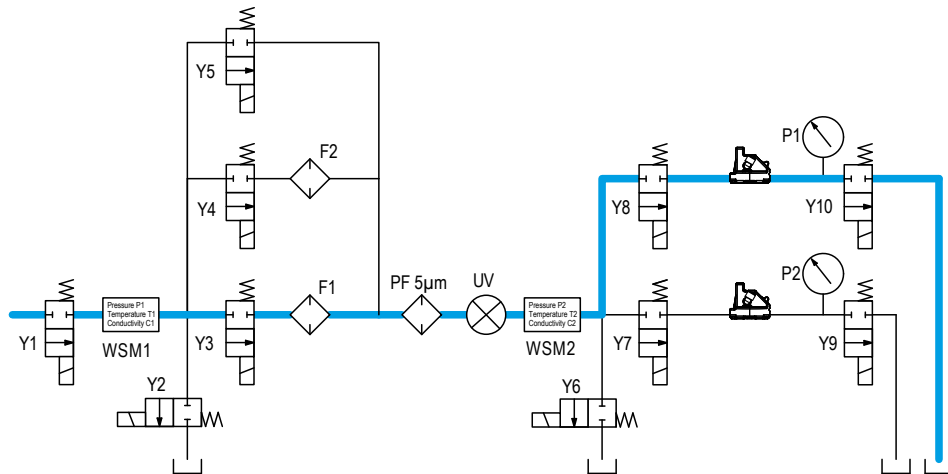 Y5
P1
F2
Y4
Y8
Y10
P2
F1
PF 5µm
UV
Pressure P1
Temperature T1
Conductivity C1
Pressure P2
Temperature T2
Conductivity C2
Y1
WSM1
Y3
WSM2
Y7
Y9
Y2
Y6